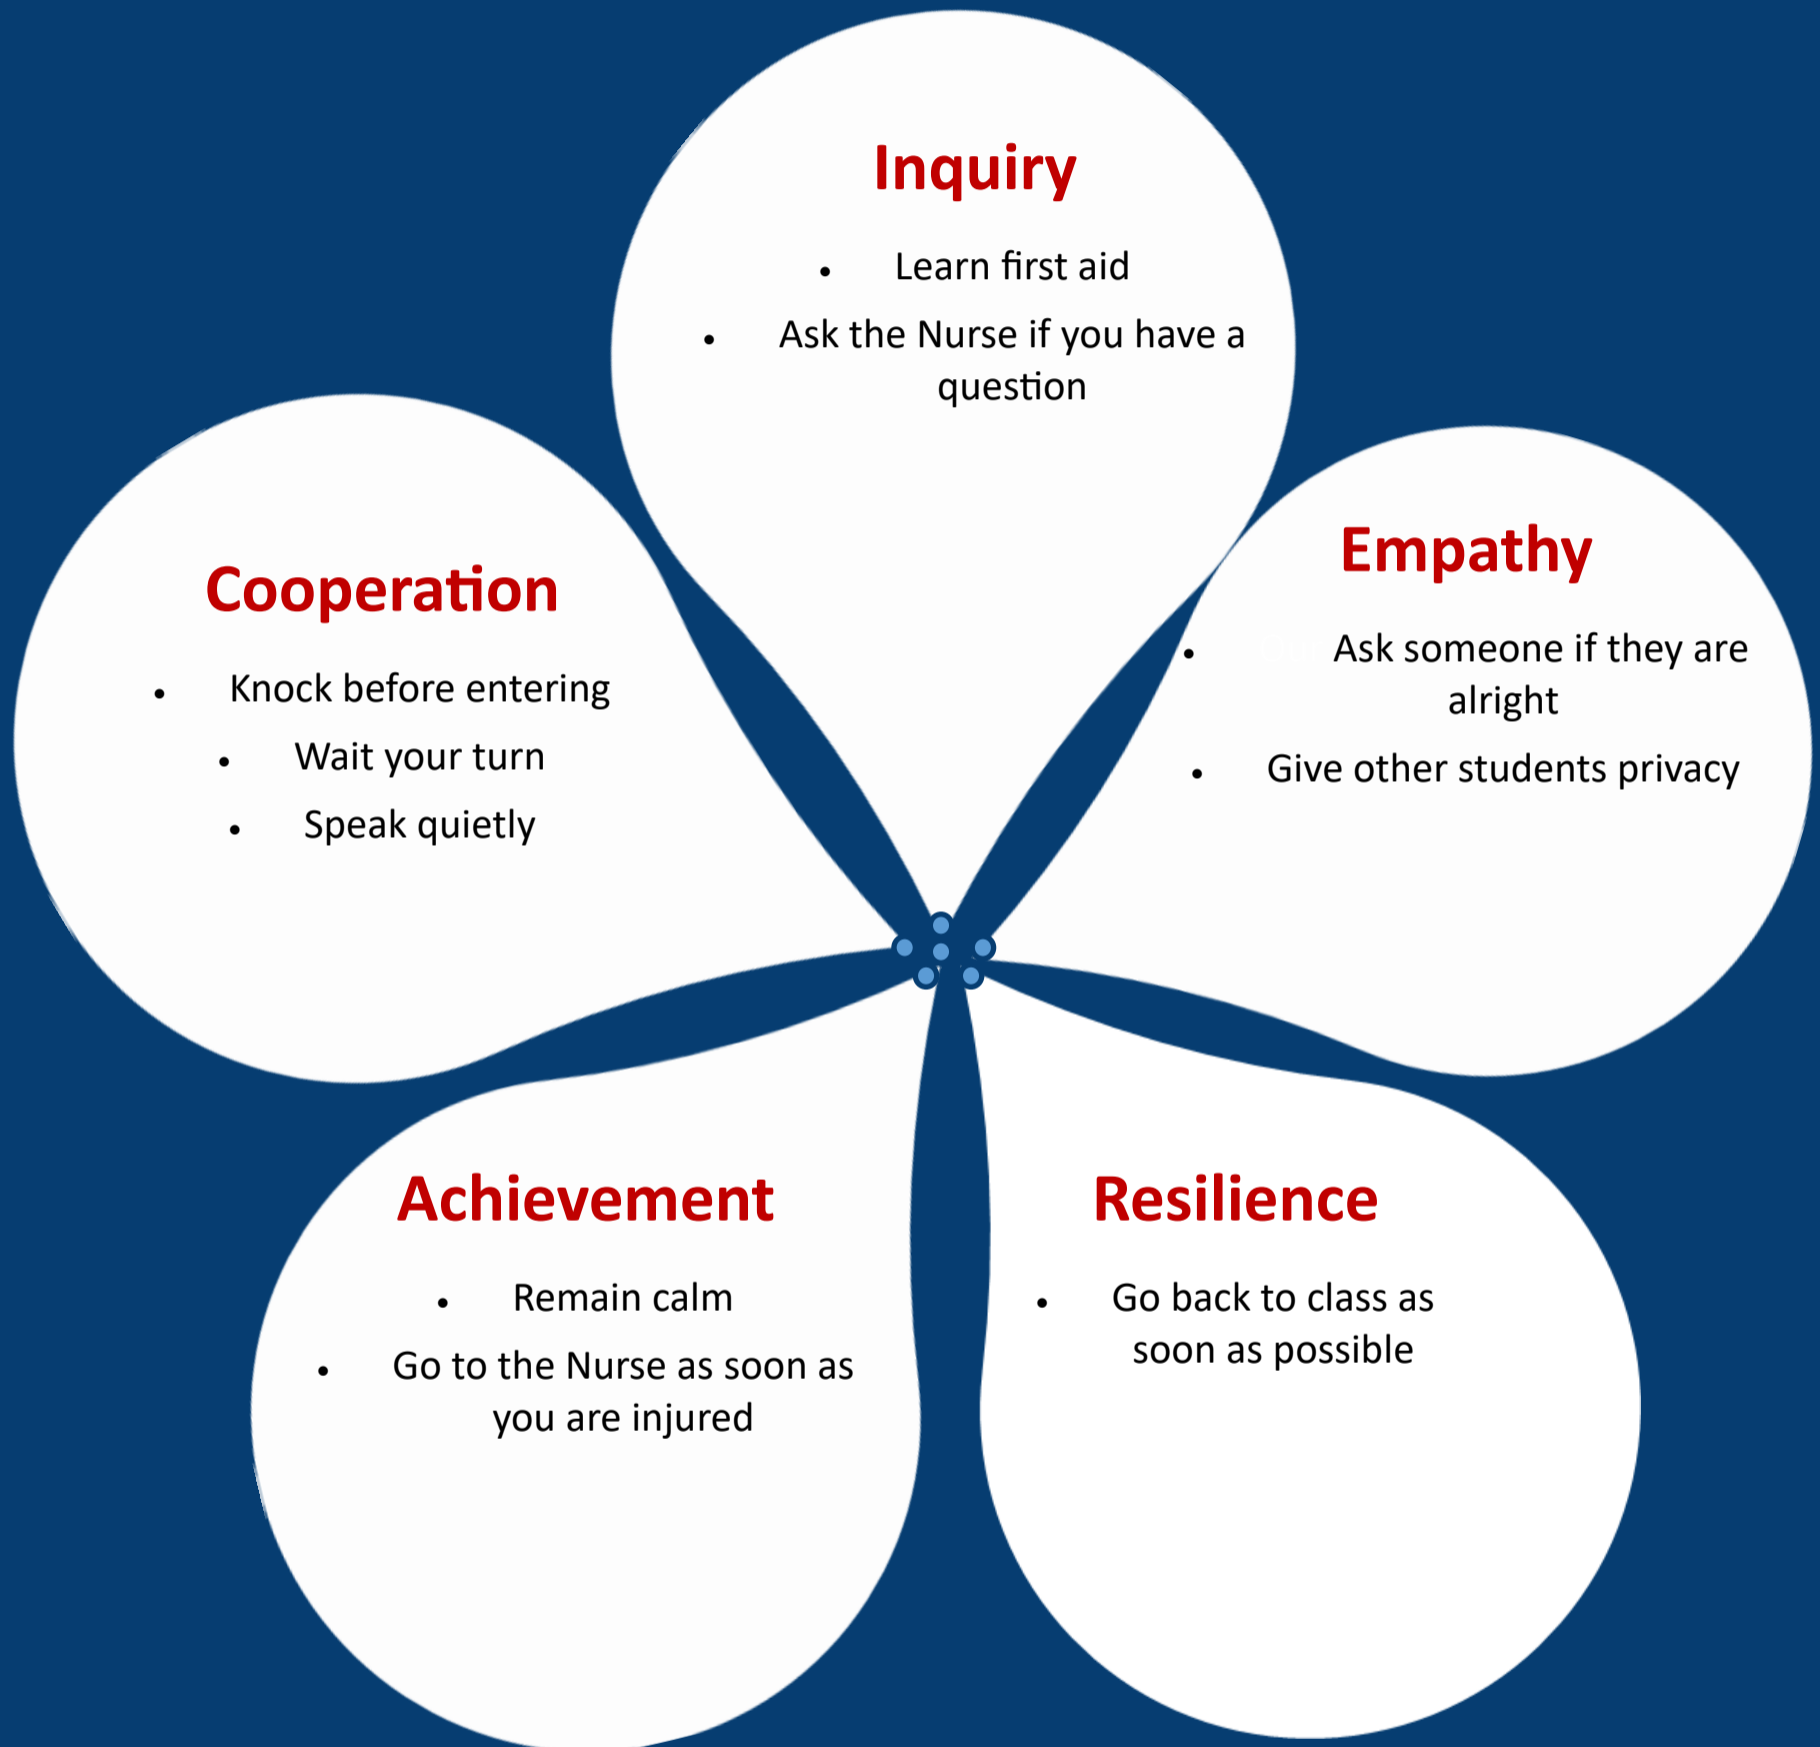 Inquiry
• Learn first aid
• Ask the Nurse if you have a
question
Cooperation
• Knock before entering
• Wait your turn
• Speak quietly
Empathy
• Ask someone if they are
alright
• Give other students privacy
Achievement
• Remain calm
• Go to the Nurse as soon as
you are injured
Resilience
• Go back to class as
soon as possible